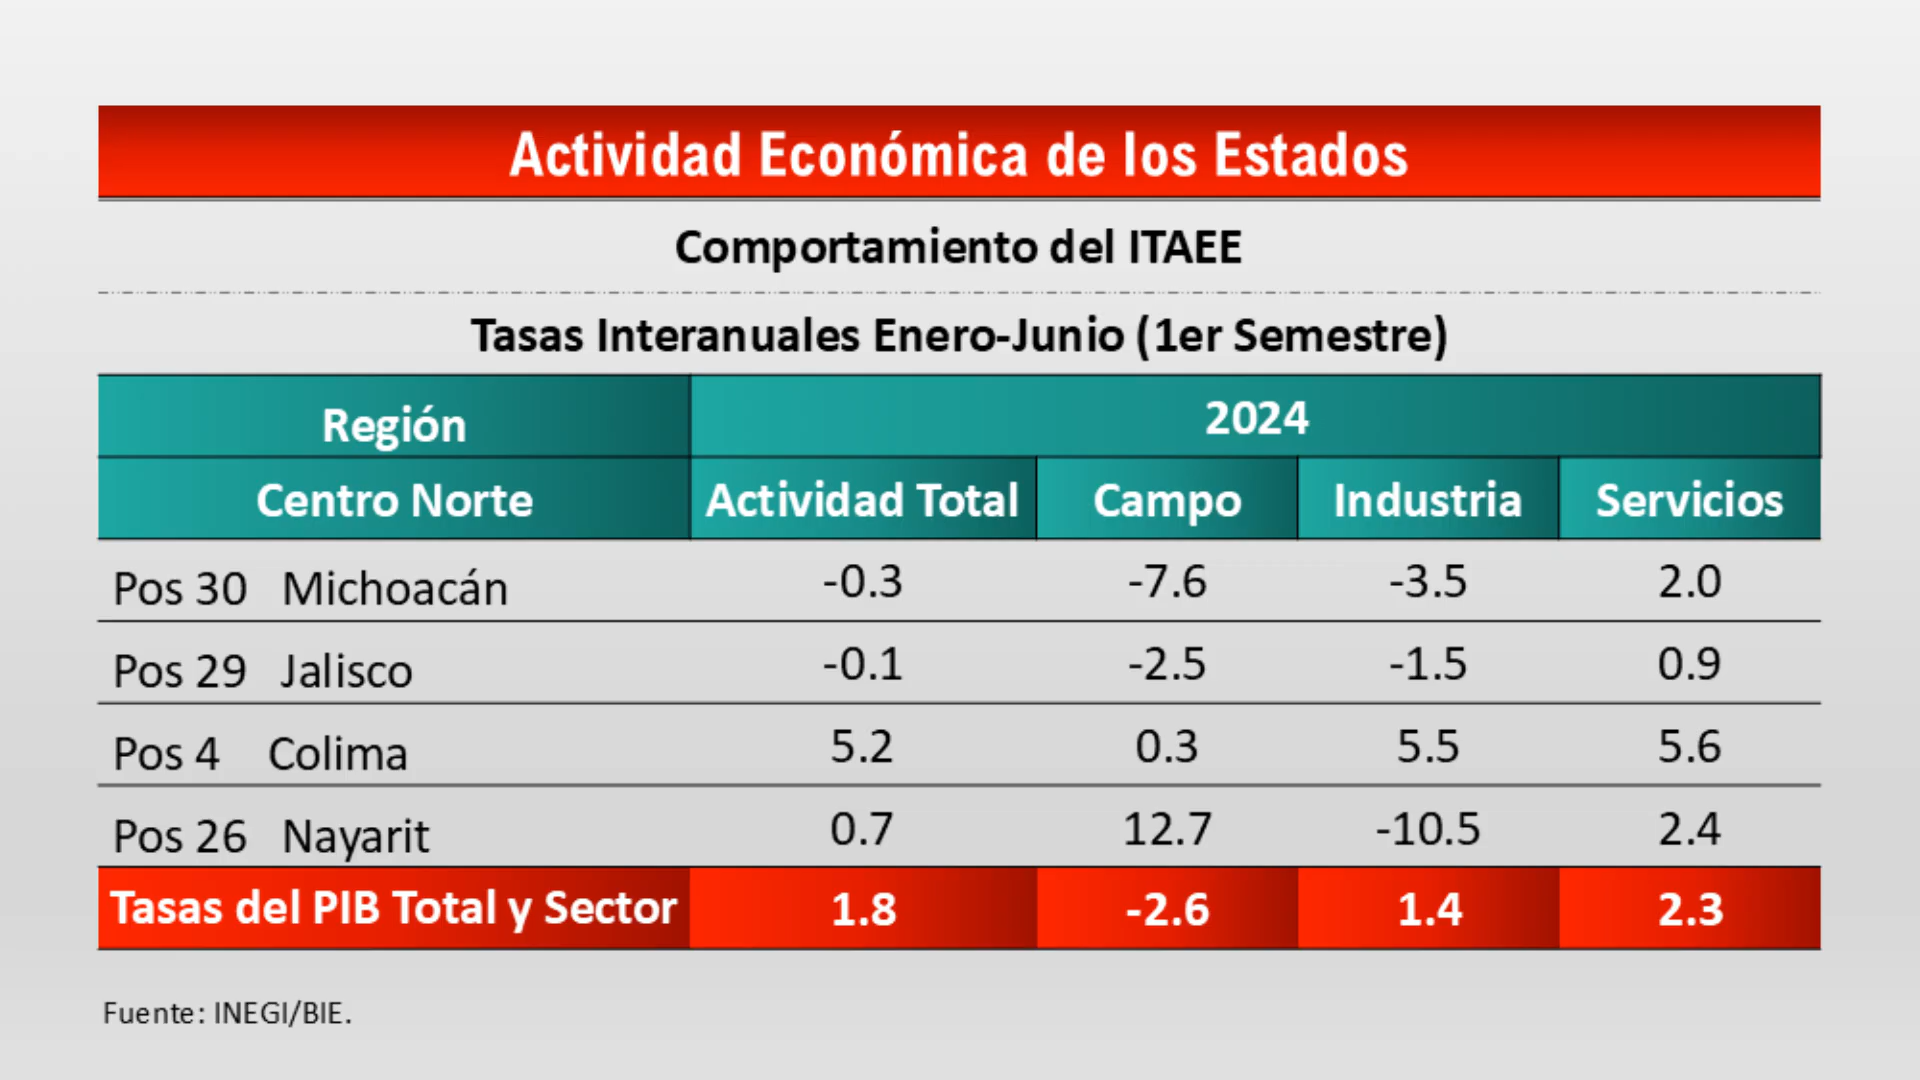 Actividad Económica de los Estados
Comportamiento del ITAEE
Tasas Interanuales Enero-Junio (1er Semestre)
Región 2024
Centro Norte Actividad Total Campo Industria Servicios
Pos 30 Michoacán -0.3 -7.6 -3.5 2.0
Pos 29 Jalisco -0.1 -2.5 -1.5 0.9
Pos 4 Colima 5.2 0.3 5.5 5.6
Pos 26 Nayarit 0.7 12.7 -10.5 2.4
Tasas del PIB Total y Sector 1.8 -2.6 1.4 2.3
Fuente: INEGI/BIE.